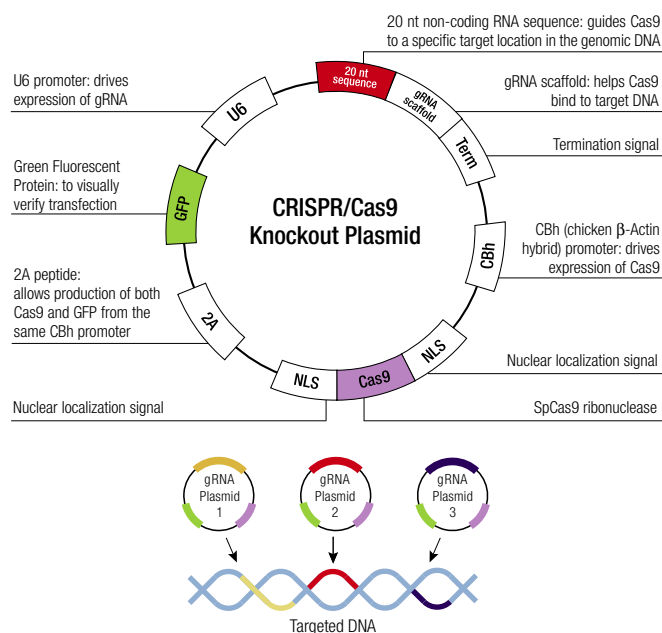 20 nt non-coding RNA sequence: guides Cas9
to a specific target location in the genomic DNA
U6 promoter: drives
expression of gRNA
gRNA scaffold: helps Cas9
bind to target DNA
Termination signal
Green Fluorescent
Protein: to visually
verify transfection
CBh (chicken β-Actin
hybrid) promoter: drives
expression of Cas9
2A peptide:
allows production of both
Cas9 and GFP from the
same CBh promoter
Nuclear localization signal
Nuclear localization signal
SpCas9 ribonuclease
CRISPR/Cas9
Knockout Plasmid
20 nt
sequence
gRNA
scaffold
Term
CBh
NLS
Cas9
NLS
2A
GFP
U6
gRNA
Plasmid
1
gRNA
Plasmid
2
gRNA
Plasmid
3
Targeted DNA